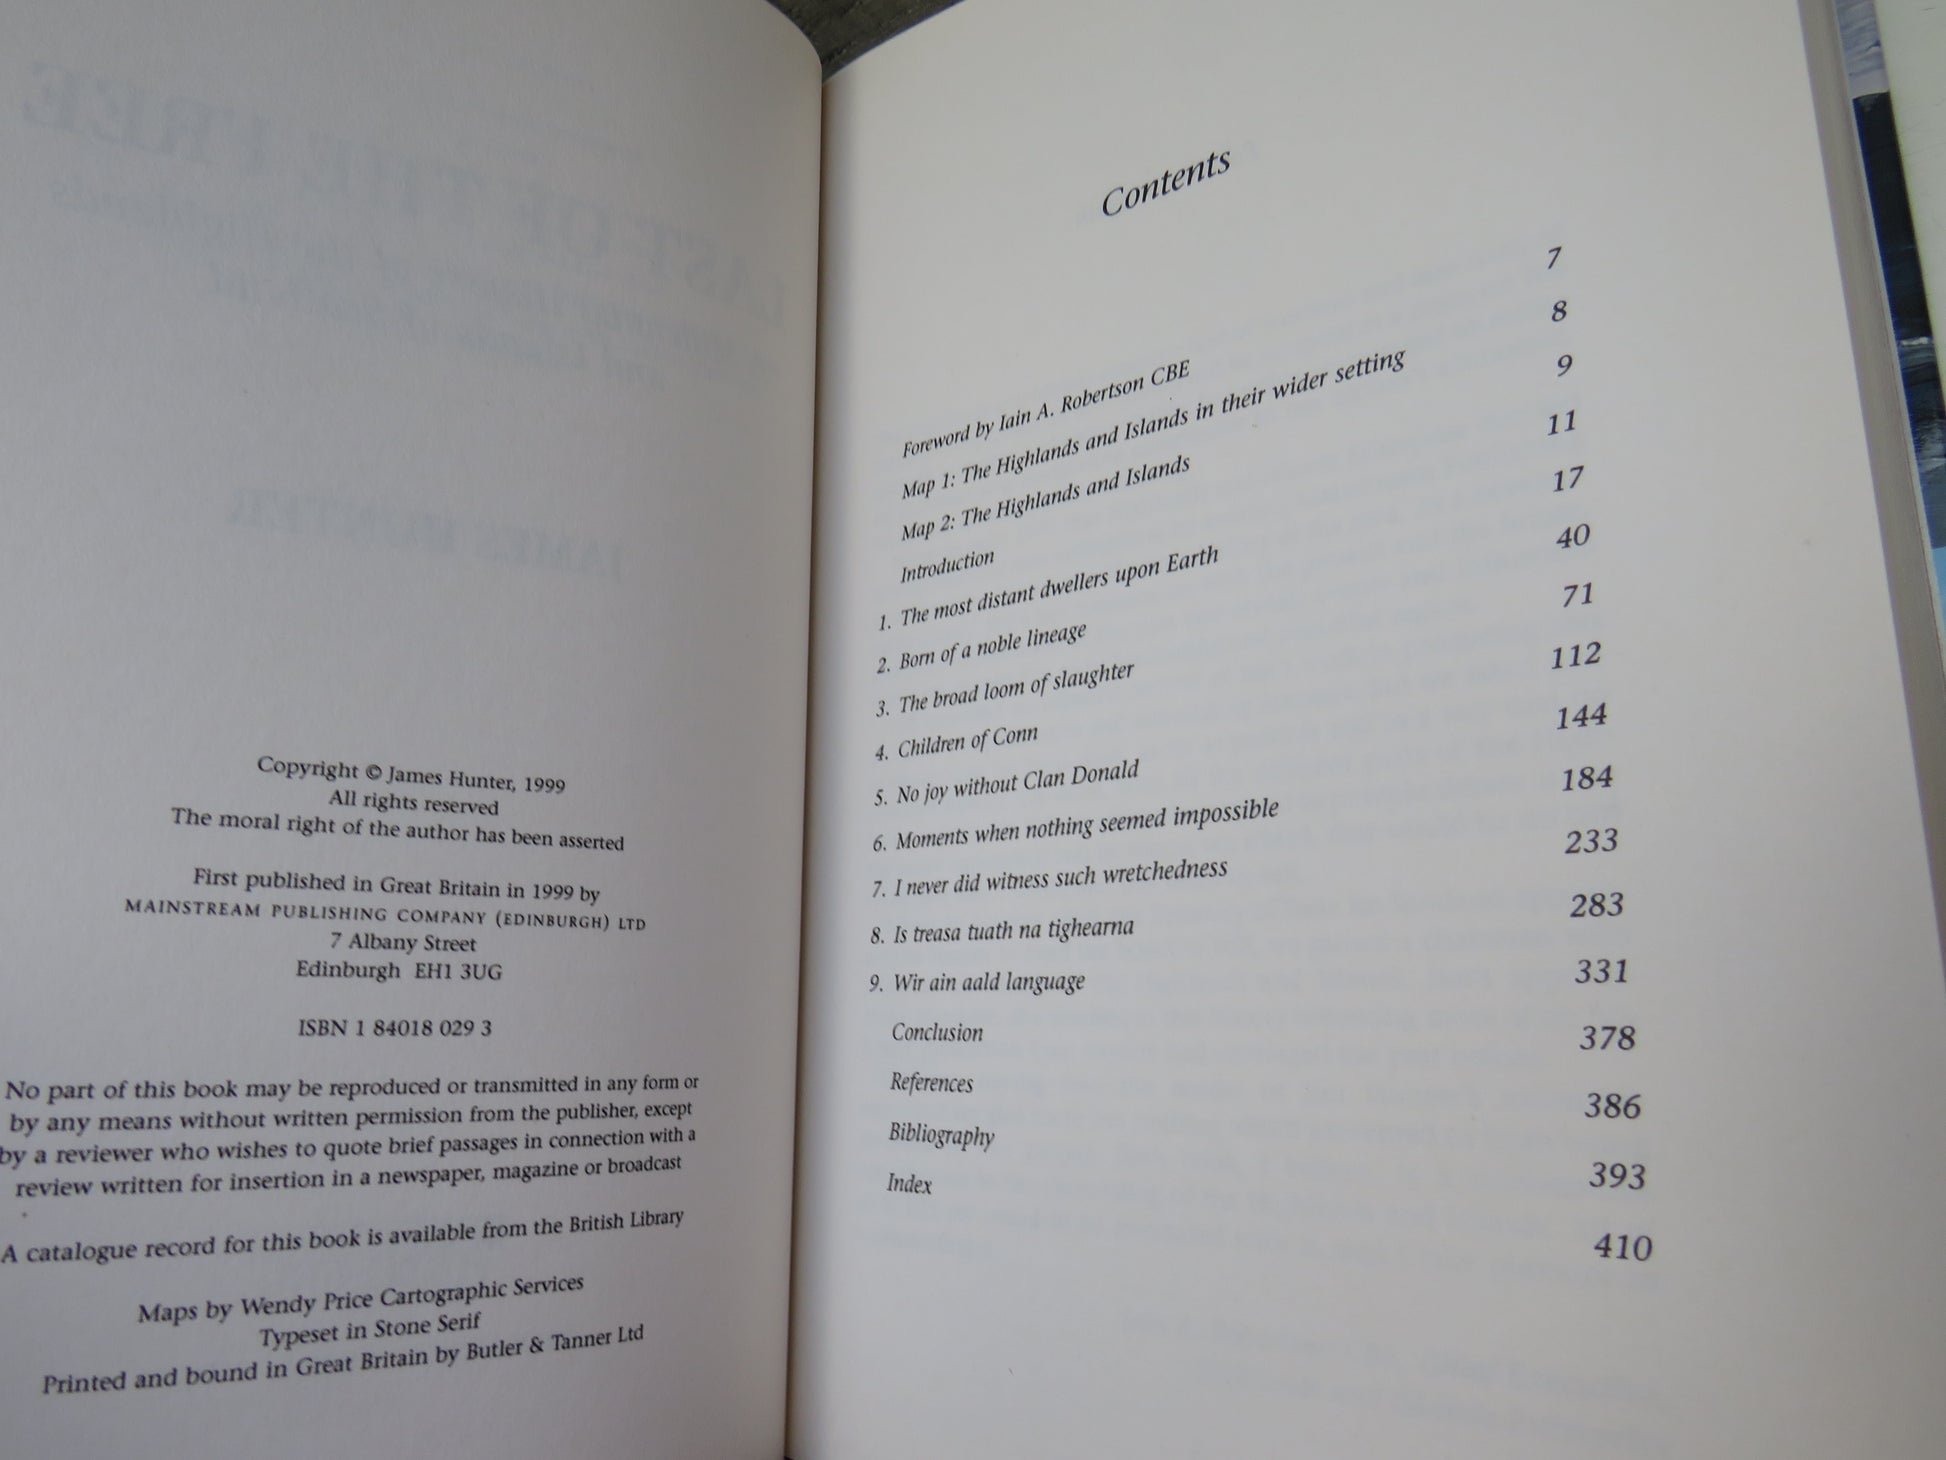 Copyright © James Hunter, 1999
All rights reserved
The moral right of the author has been asserted
First published in Great Britain in 1999 by
MAINSTREAM PUBLISHING COMPANY (EDINBURGH) LTD
7 Albany Street
Edinburgh EH1 3UG
ISBN 1 84018 029 3
No part of this book may be reproduced or transmitted in any form or
by any means without written permission from the publisher, except
by a reviewer who wishes to quote brief passages in connection with a
review written for insertion in a newspaper, magazine or broadcast
A catalogue record for this book is available from the British Library
Maps by Wendy Price Cartographic Services
Typeset in Stone Serif
Printed and bound in Great Britain by Butler & Tanner Ltd
Contents
Foreword by Iain A. Robertson CBE 7
Map 1: The Highlands and Islands in their wider setting 8
Map 2: The Highlands and Islands 9
Introduction 11
1. The most distant dwellers upon Earth 17
2. Born of a noble lineage 40
3. The broad loom of slaughter 71
4. Children of Conn 112
5. No joy without Clan Donald 144
6. Moments when nothing seemed impossible 184
7. I never did witness such wretchedness 233
8. Is treasa tuath na tighearna 283
9. Wir ain aald language 331
Conclusion 378
References 386
Bibliography 393
Index 410